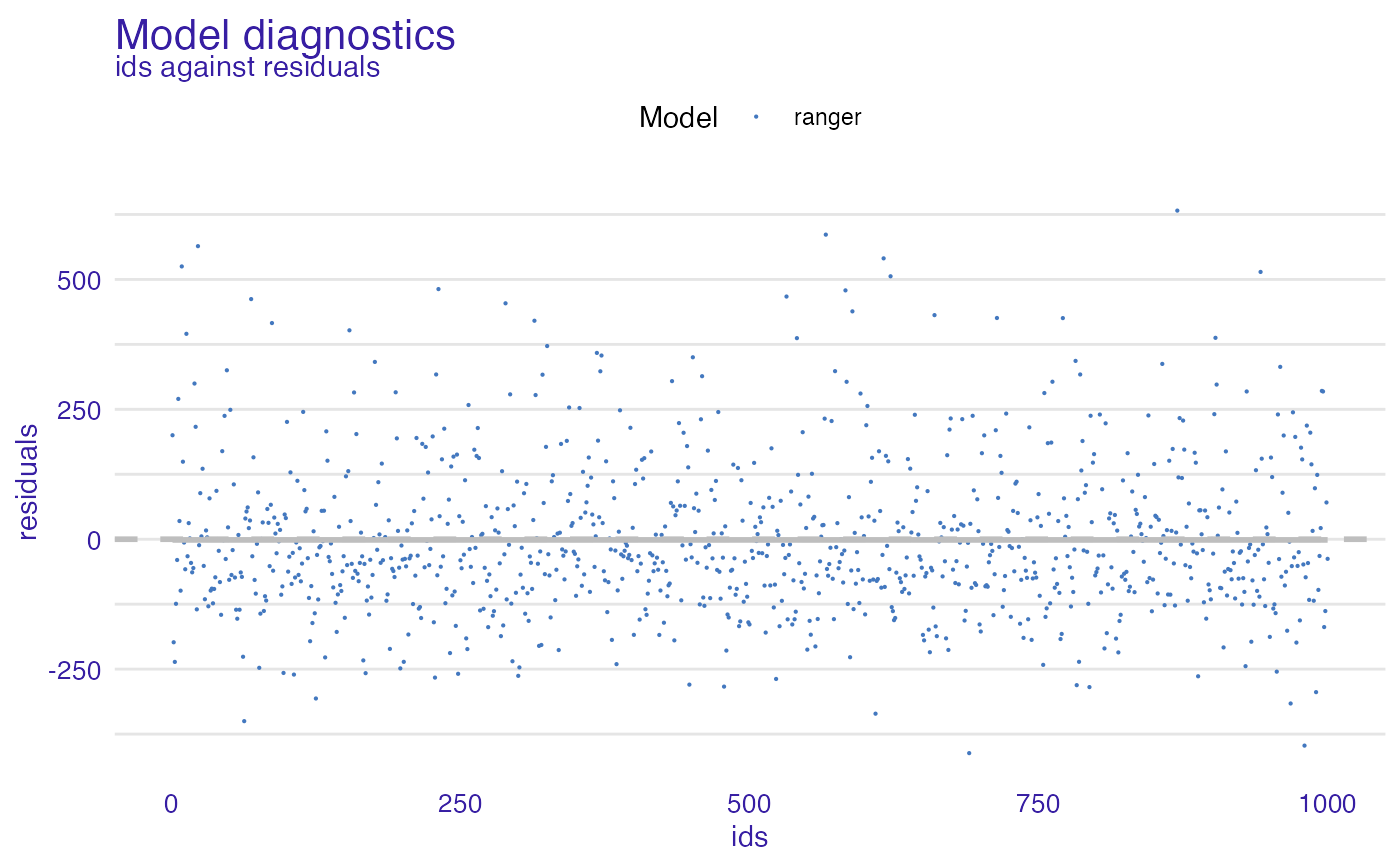 Model diagnostics
ids against residuals
Model ranger
500
250
0
-250
residuals
0 250 500 750 1000
ids